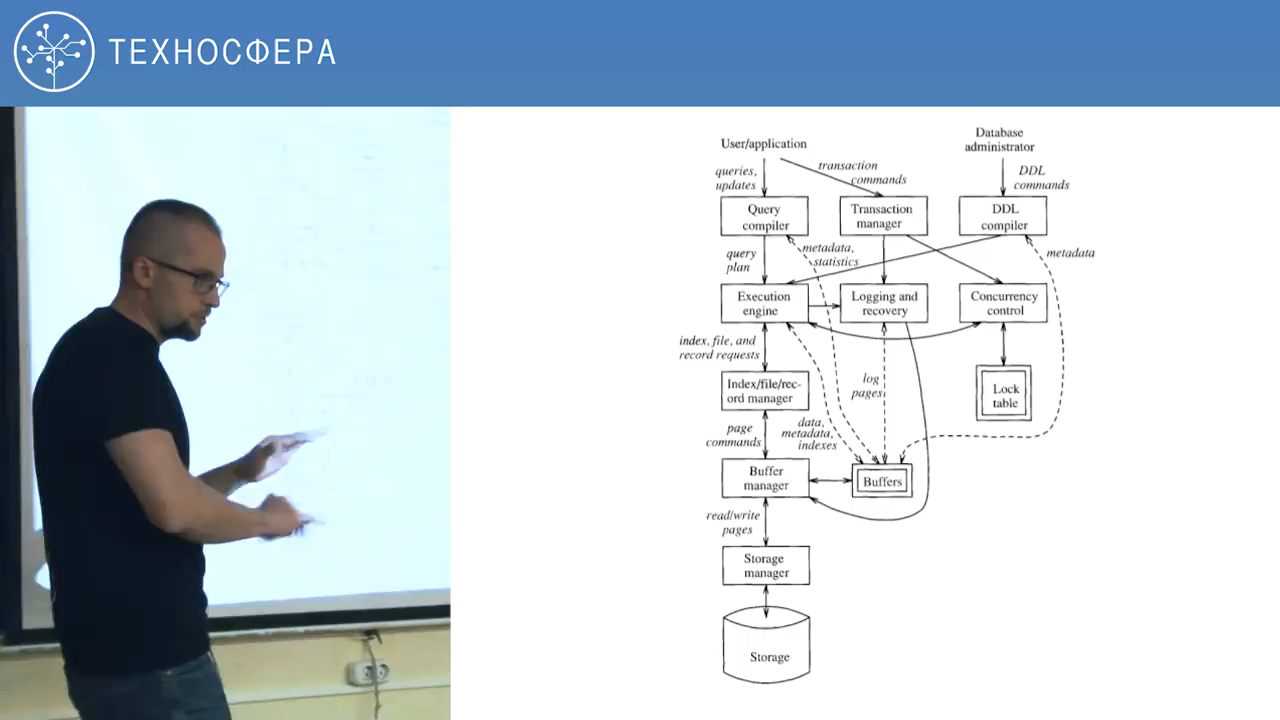 ТЕХНОСФЕРА
User/application
Database
administrator
queries,
updates
transaction
commands
DDL
commands
Query
compiler
Transaction
manager
DDL
compiler
query
plan
metadata,
statistics
metadata
Execution
engine
Logging and
recovery
Concurrency
control
index, file, and
record requests
Index/file/rec-
ord manager
log
pages
Lock
table
page
commands
data,
metadata,
indexes
Buffer
manager
Buffers
read/write
pages
Storage
manager
Storage